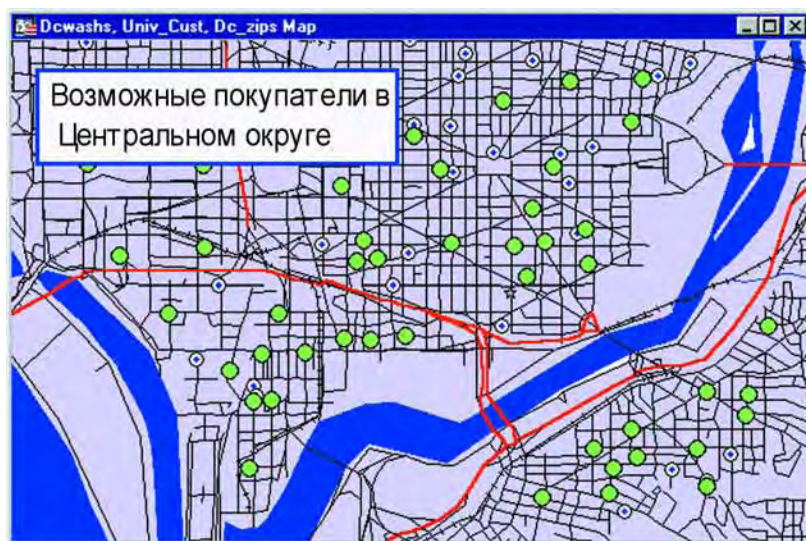 Dcwashs, Univ_Cust, Dc_zips Map
Возможные покупатели в
Центральном округе